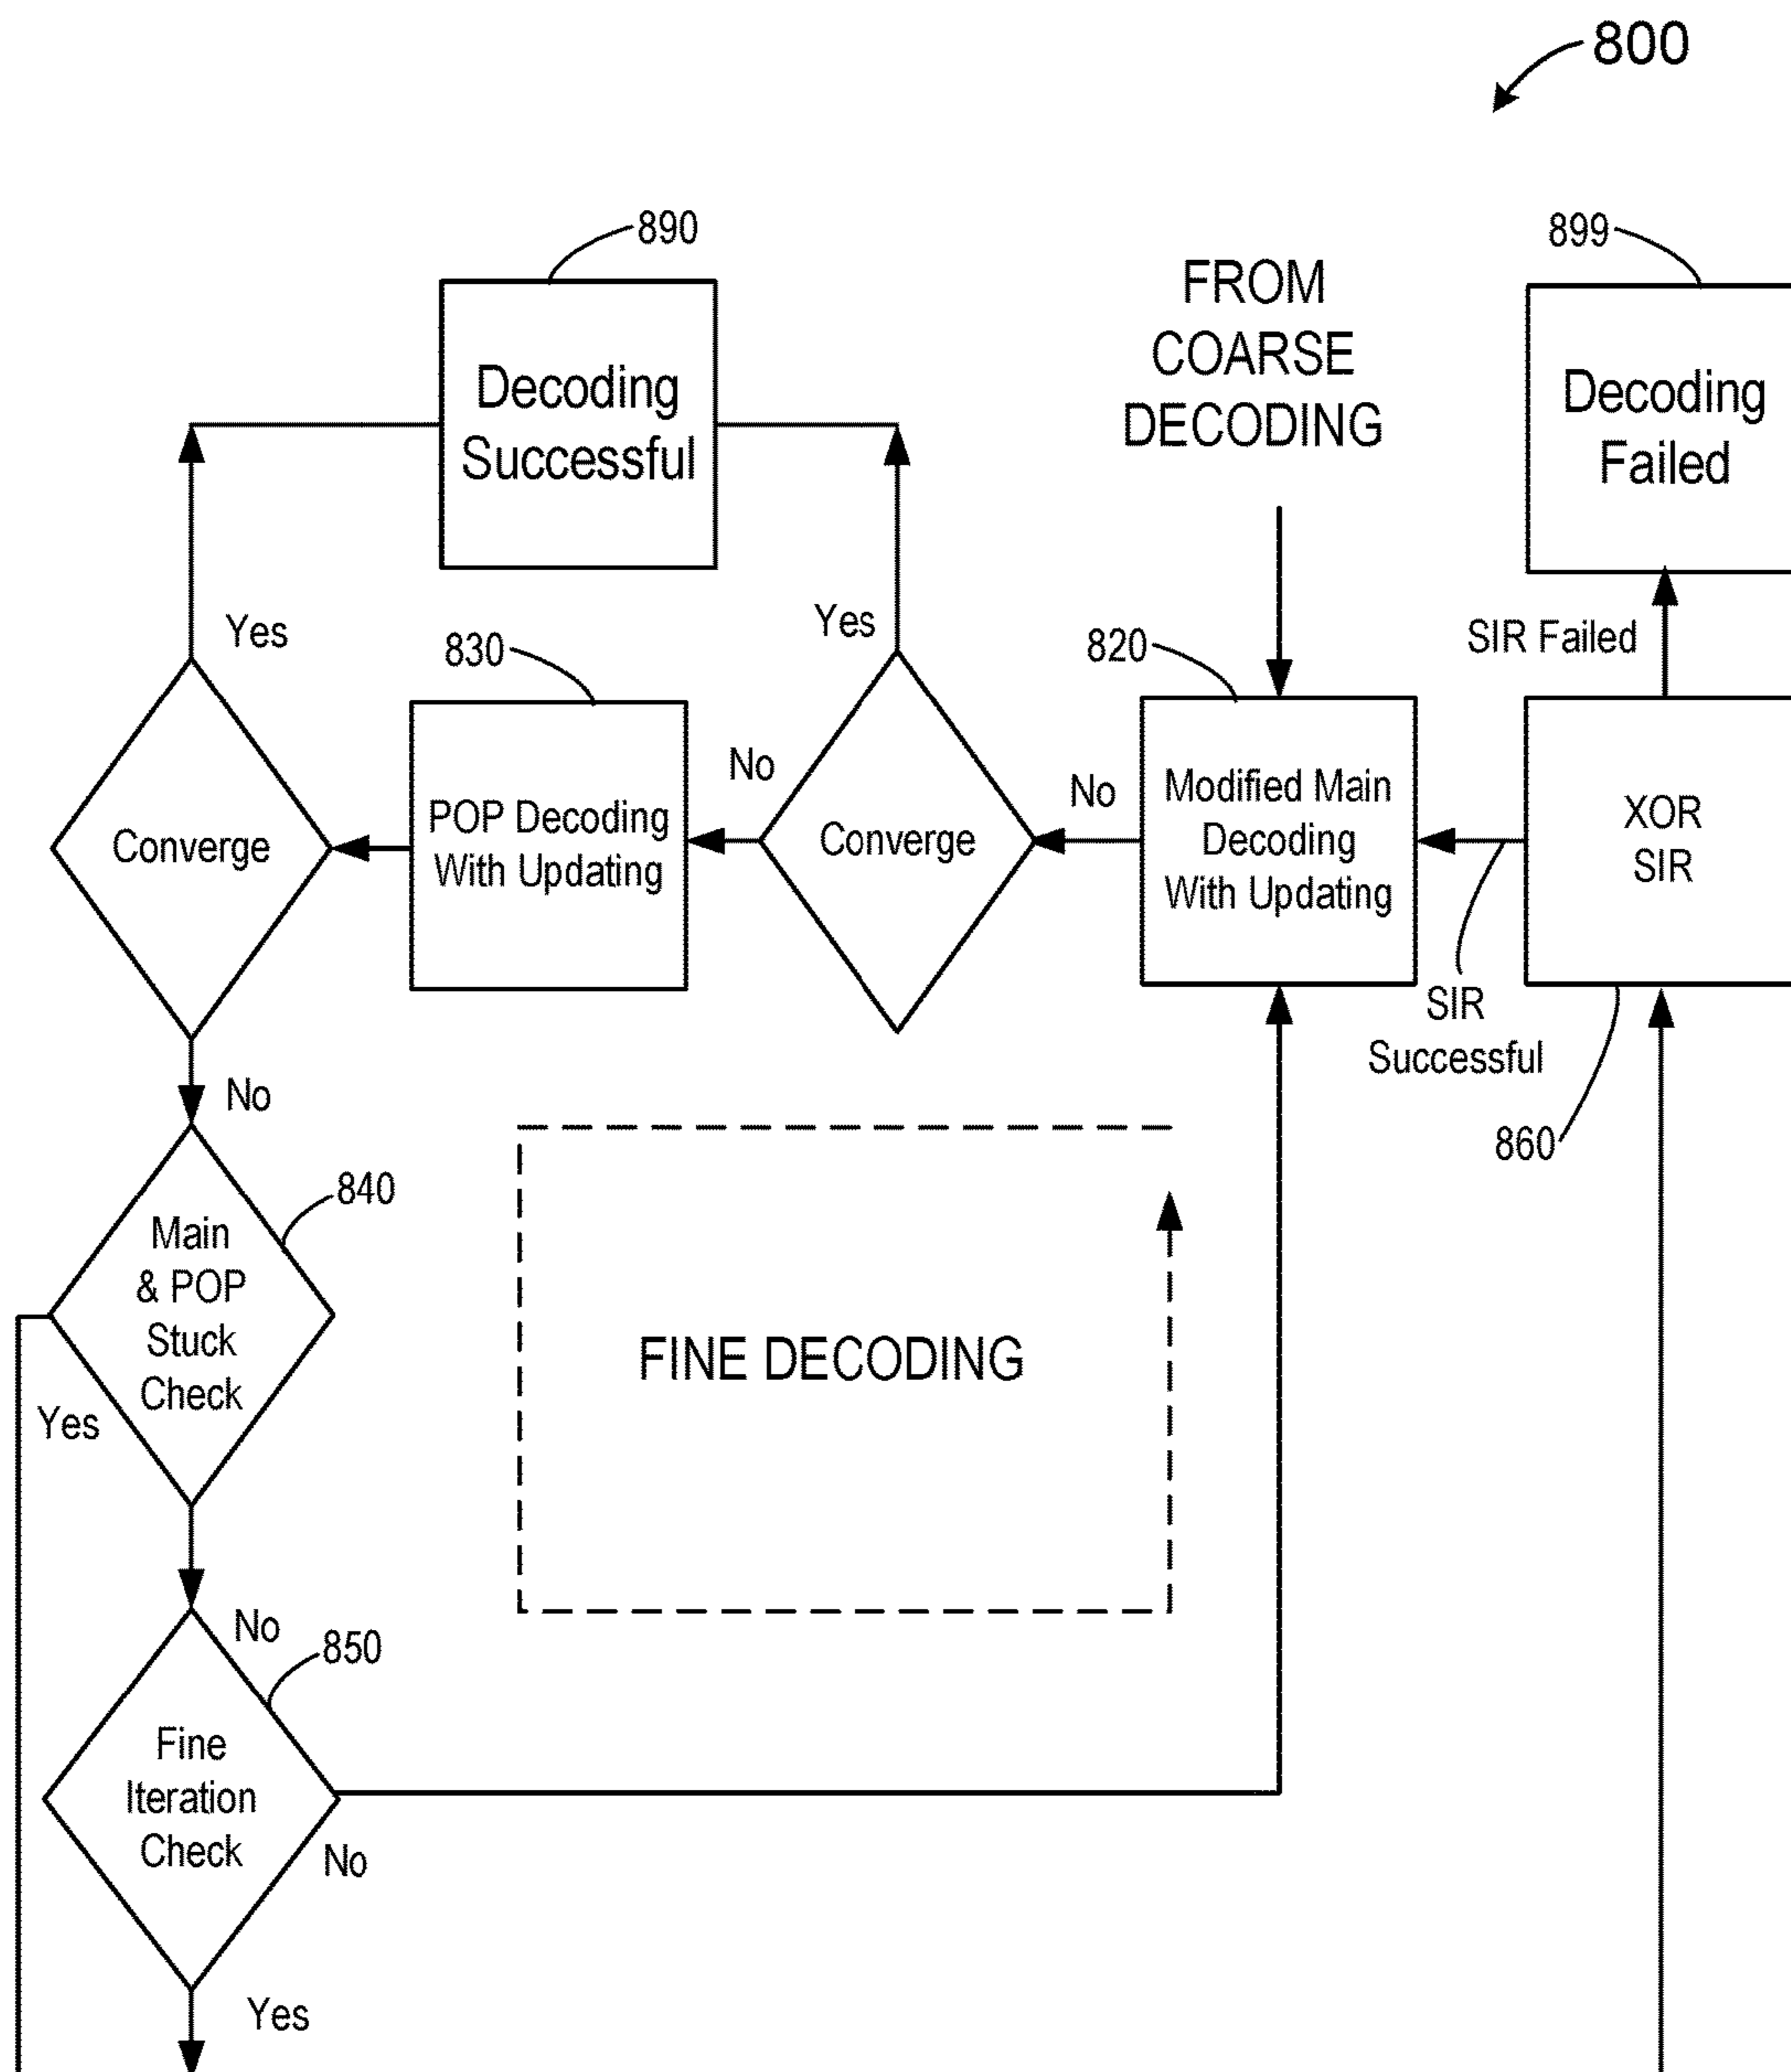 800
890
899
Decoding
Successful
FROM
COARSE
DECODING
Decoding
Failed
Yes
830
Yes
820
SIR Failed
Converge
POP Decoding
With Updating
No
Converge
No
Modified Main
Decoding
With Updating
XOR
SIR
SIR
Successful
860
No
840
Main
& POP
Stuck
Check
Yes
FINE DECODING
No
850
Fine
Iteration
Check
No
Yes